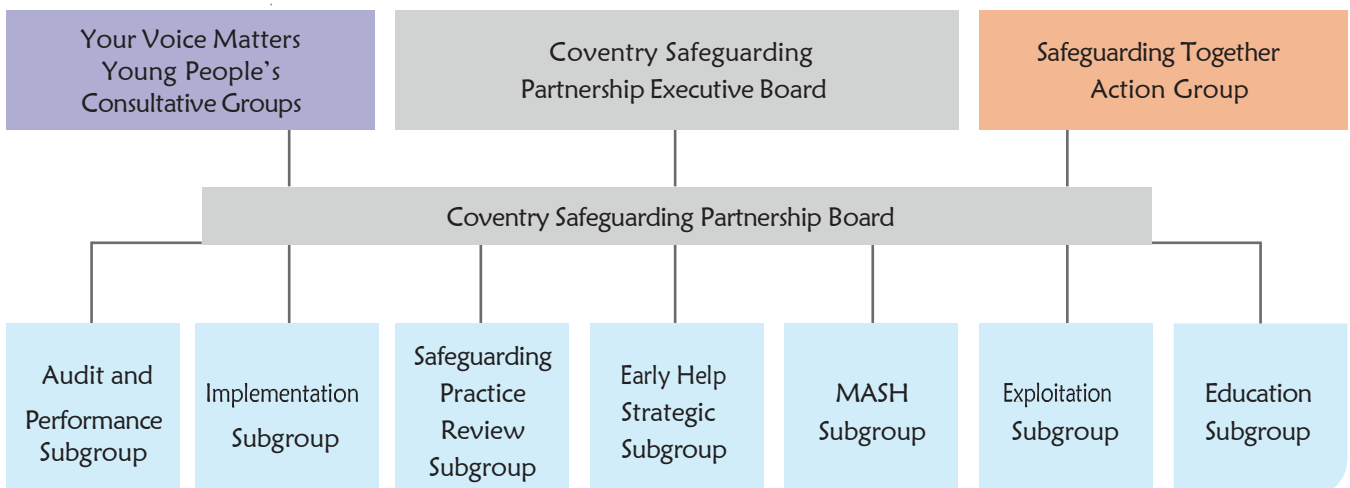 Your Voice Matters
Young People's
Consultative Groups
Coventry Safeguarding
Partnership Executive Board
Safeguarding Together
Action Group
Coventry Safeguarding Partnership Board
Audit and
Performance
Subgroup
Implementation
Subgroup
Safeguarding
Practice
Review
Subgroup
Early Help
Strategic
Subgroup
MASH
Subgroup
Exploitation
Subgroup
Education
Subgroup